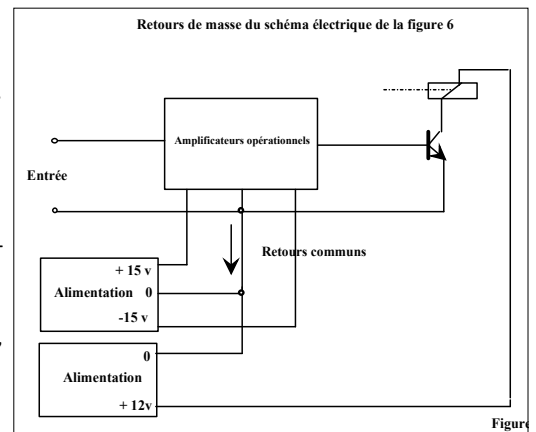 Retours de masse du schéma électrique de la figure 6
Amplificateurs opérationnels
Entrée
Retours communs
+ 15 v
Alimentation 0
-15 v
0
Alimentation
+ 12v
Figure